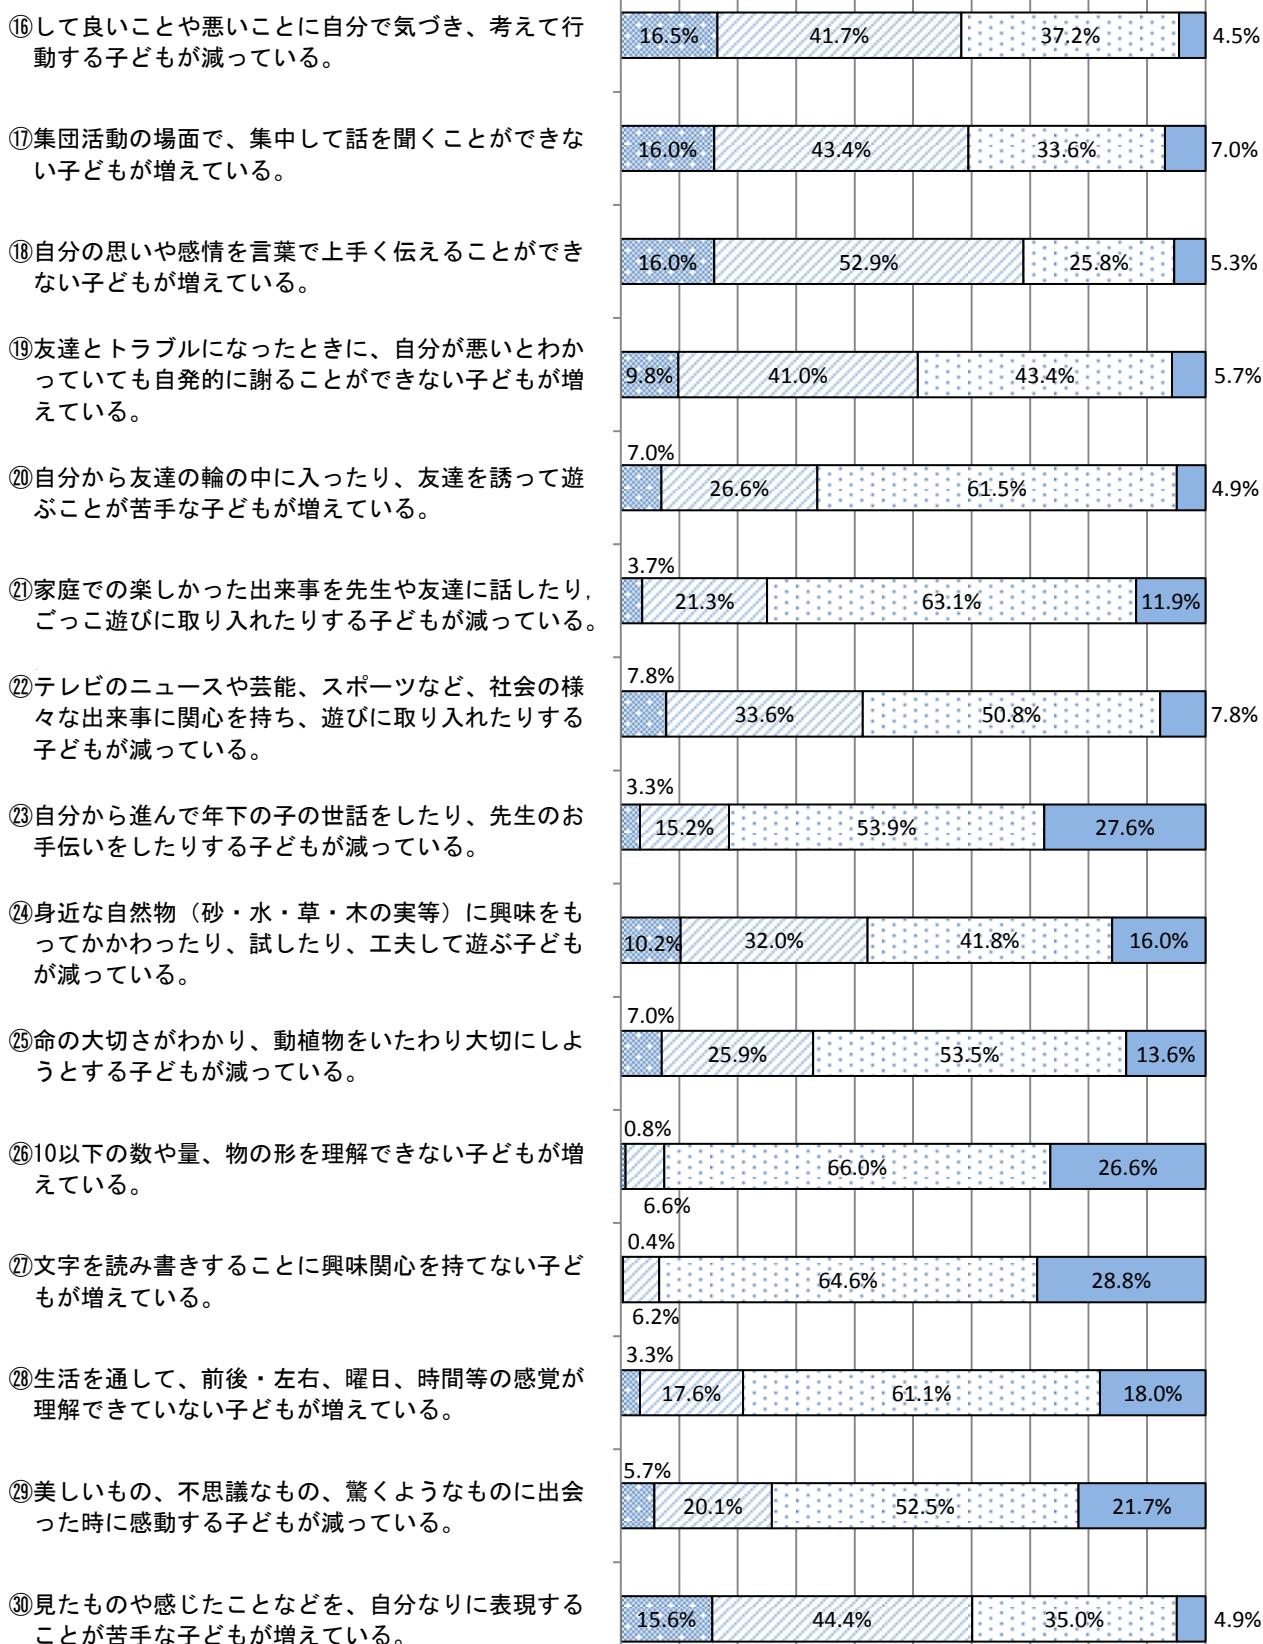 ⑯して良いことや悪いことに自分で気づき、考えて行
動する子どもが減っている。
16.5% 41.7% 37.2% 4.5%
⑰集団活動の場面で、集中して話を聞くことができな
い子どもが増えている。
16.0% 43.4% 33.6% 7.0%
⑱自分の思いや感情を言葉で上手く伝えることができ
ない子どもが増えている。
16.0% 52.9% 25.8% 5.3%
⑲友達とトラブルになったときに、自分が悪いとわか
っていても自発的に謝ることができない子どもが増
えている。
9.8% 41.0% 43.4% 5.7%
⑳自分から友達の輪の中に入ったり、友達を誘って遊
ぶことが苦手な子どもが増えている。
7.0%
26.6% 61.5% 4.9%
㉑家庭での楽しかった出来事を先生や友達に話したり,
ごっこ遊びに取り入れたりする子どもが減っている。
3.7%
21.3% 63.1% 11.9%
㉒テレビのニュースや芸能、スポーツなど、社会の様
々な出来事に関心を持ち、遊びに取り入れたりする
子どもが減っている。
7.8%
33.6% 50.8% 7.8%
㉓自分から進んで年下の子の世話をしたり、先生のお
手伝いをしたりする子どもが減っている。
3.3%
15.2% 53.9% 27.6%
㉔身近な自然物（砂・水・草・木の実等）に興味をも
ってかかわったり、試したり、工夫して遊ぶ子ども
が減っている。
10.2% 32.0% 41.8% 16.0%
㉕命の大切さがわかり、動植物をいたわり大切にしよ
うとする子どもが減っている。
7.0%
25.9% 53.5% 13.6%
㉖10以下の数や量、物の形を理解できない子どもが増
えている。
0.8%
66.0% 26.6%
6.6%
㉗文字を読み書きすることに興味関心を持てない子ど
もが増えている。
0.4%
64.6% 28.8%
6.2%
㉘生活を通して、前後・左右、曜日、時間等の感覚が
理解できていない子どもが増えている。
3.3%
17.6% 61.1% 18.0%
㉙美しいもの、不思議なもの、驚くようなものに出会
った時に感動する子どもが減っている。
5.7%
20.1% 52.5% 21.7%
㉚見たものや感じたことなどを、自分なりに表現する
ことが苦手な子どもが増えている。
15.6% 44.4% 35.0% 4.9%